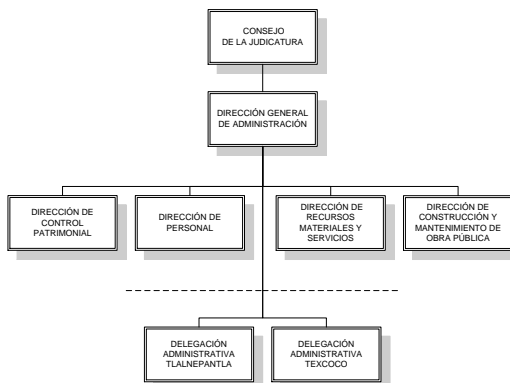 CONSEJO
DE LA JUDICATURA
DIRECCIÓN GENERAL
DE ADMINISTRACIÓN
DIRECCIÓN DE
CONTROL
PATRIMONIAL
DIRECCIÓN DE
PERSONAL
DIRECCIÓN DE
RECURSOS
MATERIALES Y
SERVICIOS
DIRECCIÓN DE
CONSTRUCCIÓN Y
MANTENIMIENTO DE
OBRA PÚBLICA
DELEGACIÓN
ADMINISTRATIVA
TLALNEPANTLA
DELEGACIÓN
ADMINISTRATIVA
TEXCOCO